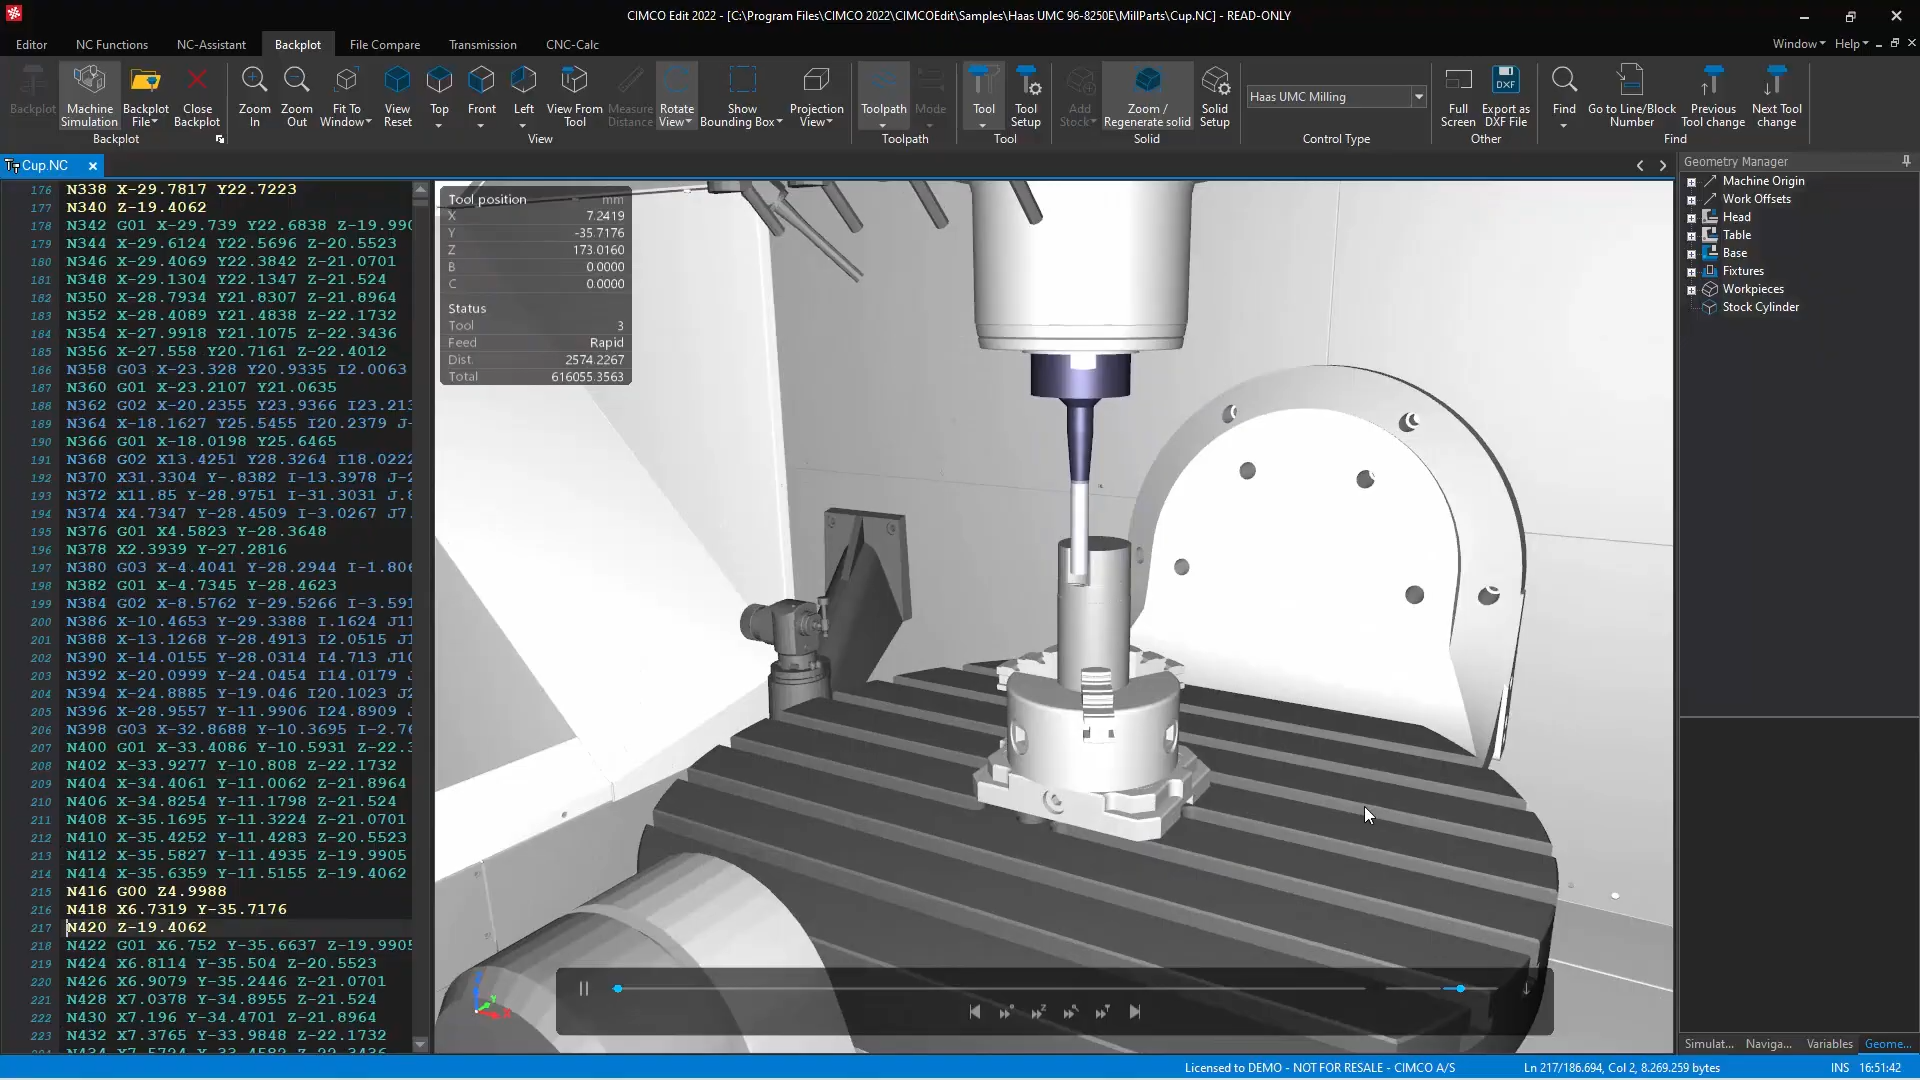 CIMCO Edit 2022 - [C:\Program Files\CIMCO 2022\CIMCOEdit\Samples\Haas UMC 96-8250E\MillParts\Cup.NC] - READ-ONLY
Editor NC Functions NC-Assistant Backplot File Compare Transmission CNC-Calc Window Help
Backplot Machine Simulation Backplot File Close Backplot Zoom In Zoom Out Fit To Window View Reset Top Front Left View From Tool Measure Distance Rotate View Show Bounding Box Projection View Toolpath Mode Tool Tool Setup Add Stock Zoom / Regenerate solid Solid Setup Haas UMC Milling Full Screen DXF Export as DXF File Find Go to Line/Block Number Previous Tool change Next Tool change
Backplot View Toolpath Tool Solid Control Type Other Find
Cup.NC
176 N338 X-29.7817 Y22.7223
177 N340 Z-19.4062
178 N342 G01 X-29.739 Y22.6838 Z-19.990
179 N344 X-29.6124 Y22.5696 Z-20.5523
180 N346 X-29.4069 Y22.3842 Z-21.0701
181 N348 X-29.1304 Y22.1347 Z-21.524
182 N350 X-28.7934 Y21.8307 Z-21.8964
183 N352 X-28.4089 Y21.4838 Z-22.1732
184 N354 X-27.9918 Y21.1075 Z-22.3436
185 N356 X-27.558 Y20.7161 Z-22.4012
186 N358 G03 X-23.328 Y20.9335 I2.0063
187 N360 G01 X-23.2107 Y21.0635
188 N362 G02 X-20.2355 Y23.9366 I23.213
189 N364 X-18.1627 Y25.5455 I20.2379 J-
190 N366 G01 X-18.0198 Y25.6465
191 N368 G02 X13.4251 Y28.3264 I18.0222
192 N370 X31.3304 Y-.8382 I-13.3978 J-2
193 N372 X11.85 Y-28.9751 I-31.3031 J.8
194 N374 X4.7347 Y-28.4509 I-3.0267 J7.
195 N376 G01 X4.5823 Y-28.3648
196 N378 X2.3939 Y-27.2816
197 N380 G03 X-4.4041 Y-28.2944 I-1.806
198 N382 G01 X-4.7345 Y-28.4623
199 N384 G02 X-8.5762 Y-29.5266 I-3.591
200 N386 X-10.4653 Y-29.3388 I.1624 J11
201 N388 X-13.1268 Y-28.4913 I2.0515 J1
202 N390 X-14.0155 Y-28.0314 I4.713 J10
203 N392 X-20.0999 Y-24.0454 I14.0179 J
204 N394 X-24.8885 Y-19.046 I20.1023 J2
205 N396 X-28.9557 Y-11.9906 I24.8909 J
206 N398 G03 X-32.8688 Y-10.3695 I-2.76
207 N400 G01 X-33.4086 Y-10.5931 Z-22.3
208 N402 X-33.9277 Y-10.808 Z-22.1732
209 N404 X-34.4061 Y-11.0062 Z-21.8964
210 N406 X-34.8254 Y-11.1798 Z-21.524
211 N408 X-35.1695 Y-11.3224 Z-21.0701
212 N410 X-35.4252 Y-11.4283 Z-20.5523
213 N412 X-35.5827 Y-11.4935 Z-19.9905
214 N414 X-35.6359 Y-11.5155 Z-19.4062
215 N416 G00 Z4.9988
216 N418 X6.7319 Y-35.7176
217 N420 Z-19.4062
218 N422 G01 X6.752 Y-35.6637 Z-19.9905
219 N424 X6.8114 Y-35.504 Z-20.5523
220 N426 X6.9079 Y-35.2446 Z-21.0701
221 N428 X7.0378 Y-34.8955 Z-21.524
222 N430 X7.196 Y-34.4701 Z-21.8964
223 N432 X7.3765 Y-33.9848 Z-22.1732
Tool position mm
X 7.2419
Y -35.7176
Z 173.0160
B 0.0000
C 0.0000
Status
Tool 3
Feed Rapid
Dist. 2574.2267
Total 616055.3563
Geometry Manager
Machine Origin
Work Offsets
Head
Table
Base
Fixtures
Workpieces
Stock Cylinder
Simulat... Naviga... Variables Geome...
Licensed to DEMO - NOT FOR RESALE - CIMCO A/S Ln 217/186.694, Col 2, 8.269.259 bytes INS 16:51:42